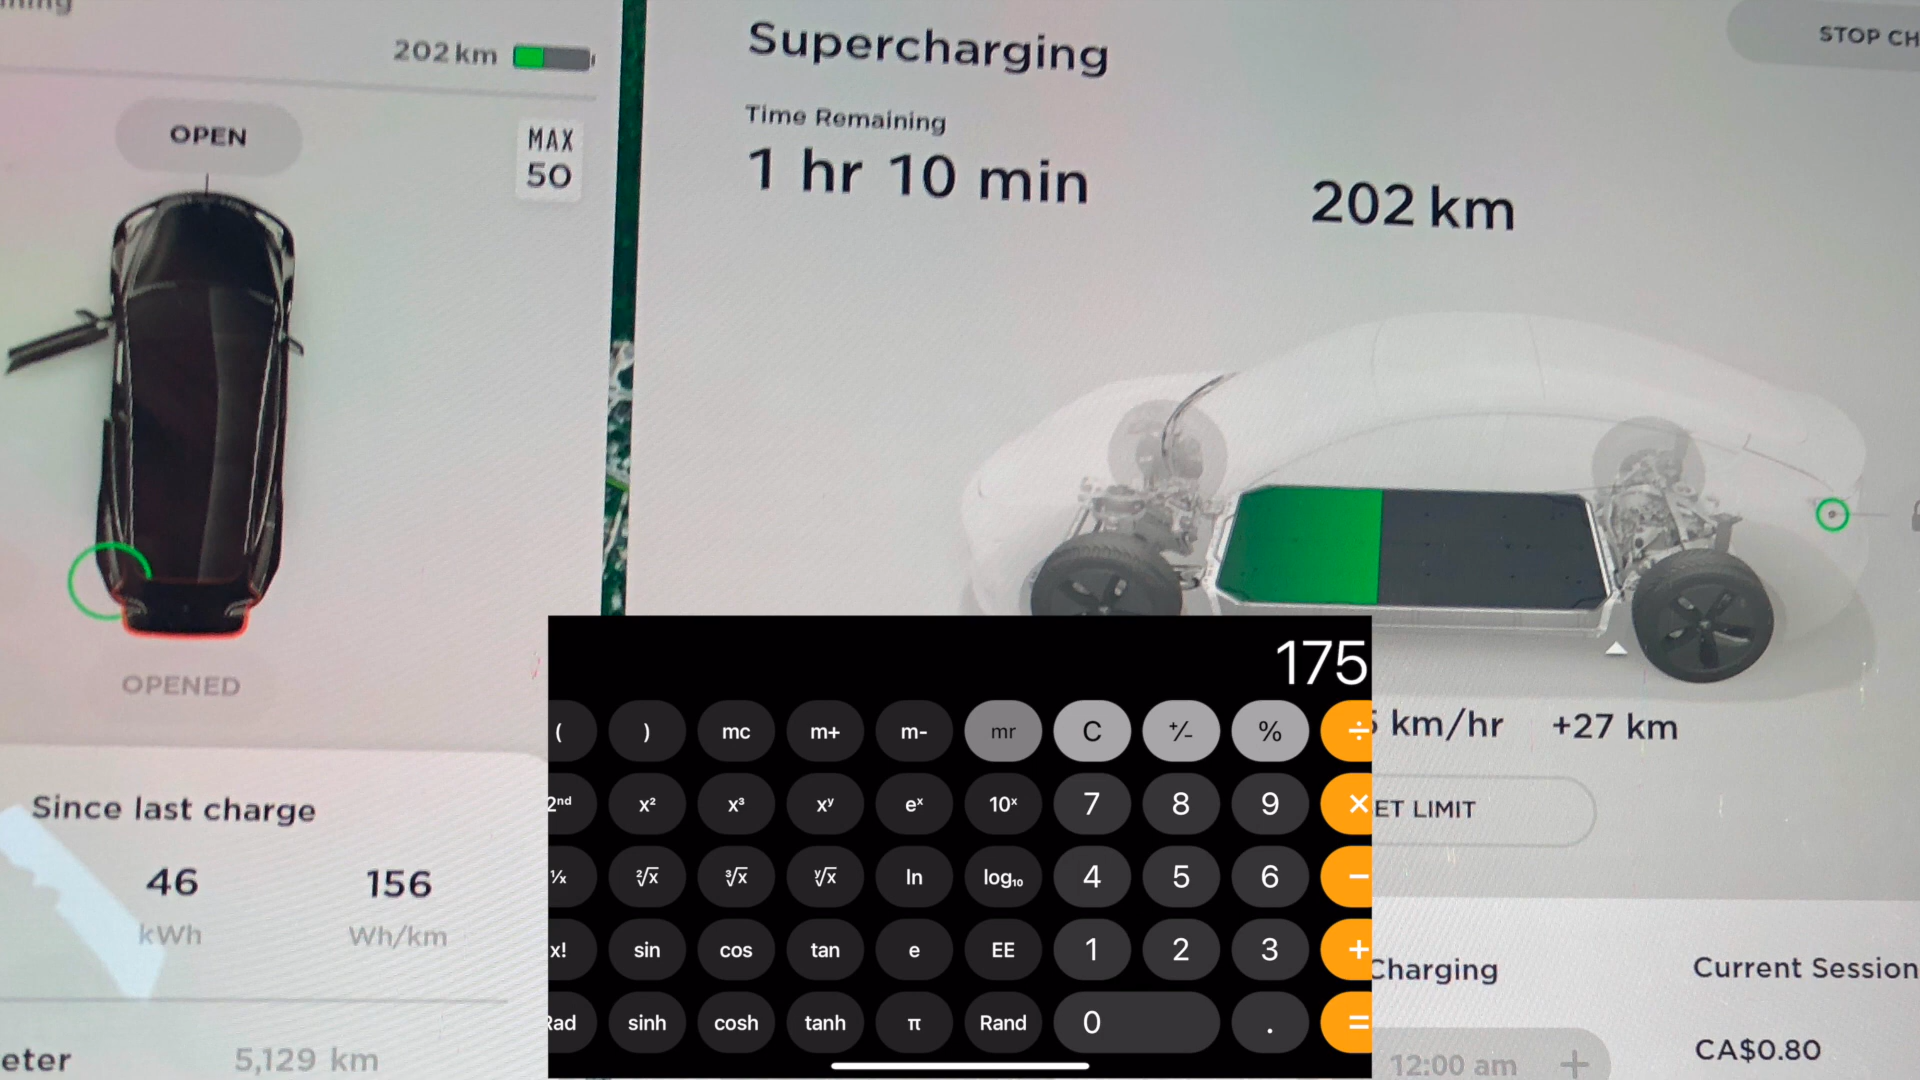 202 km
OPEN
MAX
50
OPENED
Since last charge
46
kWh
156
Wh/km
5,129 km
Supercharging
Time Remaining
1 hr 10 min
202 km
STOP CH
km/hr
+27 km
ET LIMIT
Charging
12:00 am +
Current Session
CA$0.80
175
( ) mc m+ m- mr C +/- % ÷
2nd x² x³ xʸ eˣ 10ˣ 7 8 9 ×
¹/x ²√x ³√x ʸ√x ln log₁₀ 4 5 6 −
x! sin cos tan e EE 1 2 3 +
Rad sinh cosh tanh π Rand 0 . =